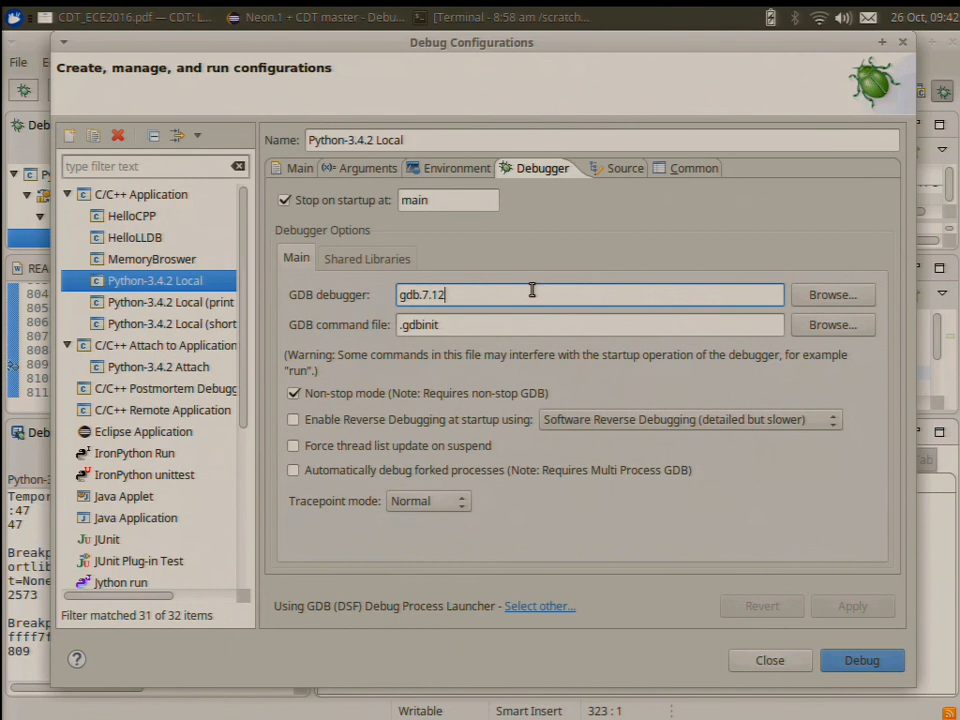 CDT_ECE2016.pdf — CDT: L...
Neon.1 + CDT master - Debu...
[Terminal - 8:58 am /scratch...
26 Oct, 09:42
Debug Configurations
File
Create, manage, and run configurations
Deb
type filter text
C/C++ Application
HelloCPP
HelloLLDB
MemoryBroswer
Python-3.4.2 Local
Python-3.4.2 Local (print
Python-3.4.2 Local (short
C/C++ Attach to Application
Python-3.4.2 Attach
C/C++ Postmortem Debugg
C/C++ Remote Application
Eclipse Application
IronPython Run
IronPython unittest
Java Applet
Java Application
JUnit
JUnit Plug-in Test
Jython run
Filter matched 31 of 32 items
Name:
Python-3.4.2 Local
Main
(x)= Arguments
Environment
Debugger
Source
Common
Stop on startup at:
main
Debugger Options
Main
Shared Libraries
GDB debugger:
gdb.7.12
Browse...
GDB command file:
.gdbinit
Browse...
(Warning: Some commands in this file may interfere with the startup operation of the debugger, for example
"run".)
Non-stop mode (Note: Requires non-stop GDB)
Enable Reverse Debugging at startup using:
Software Reverse Debugging (detailed but slower)
Force thread list update on suspend
Automatically debug forked processes (Note: Requires Multi Process GDB)
Tracepoint mode:
Normal
Using GDB (DSF) Debug Process Launcher - Select other...
Revert
Apply
Close
Debug
REA
804
805
806
807
808
809
810
811
Deb
Python-3
Tempor
:47
47
Breakp
ortlib
t=None
2573
Breakp
ffff7f
809
Tab
Writable
Smart Insert
323 : 1